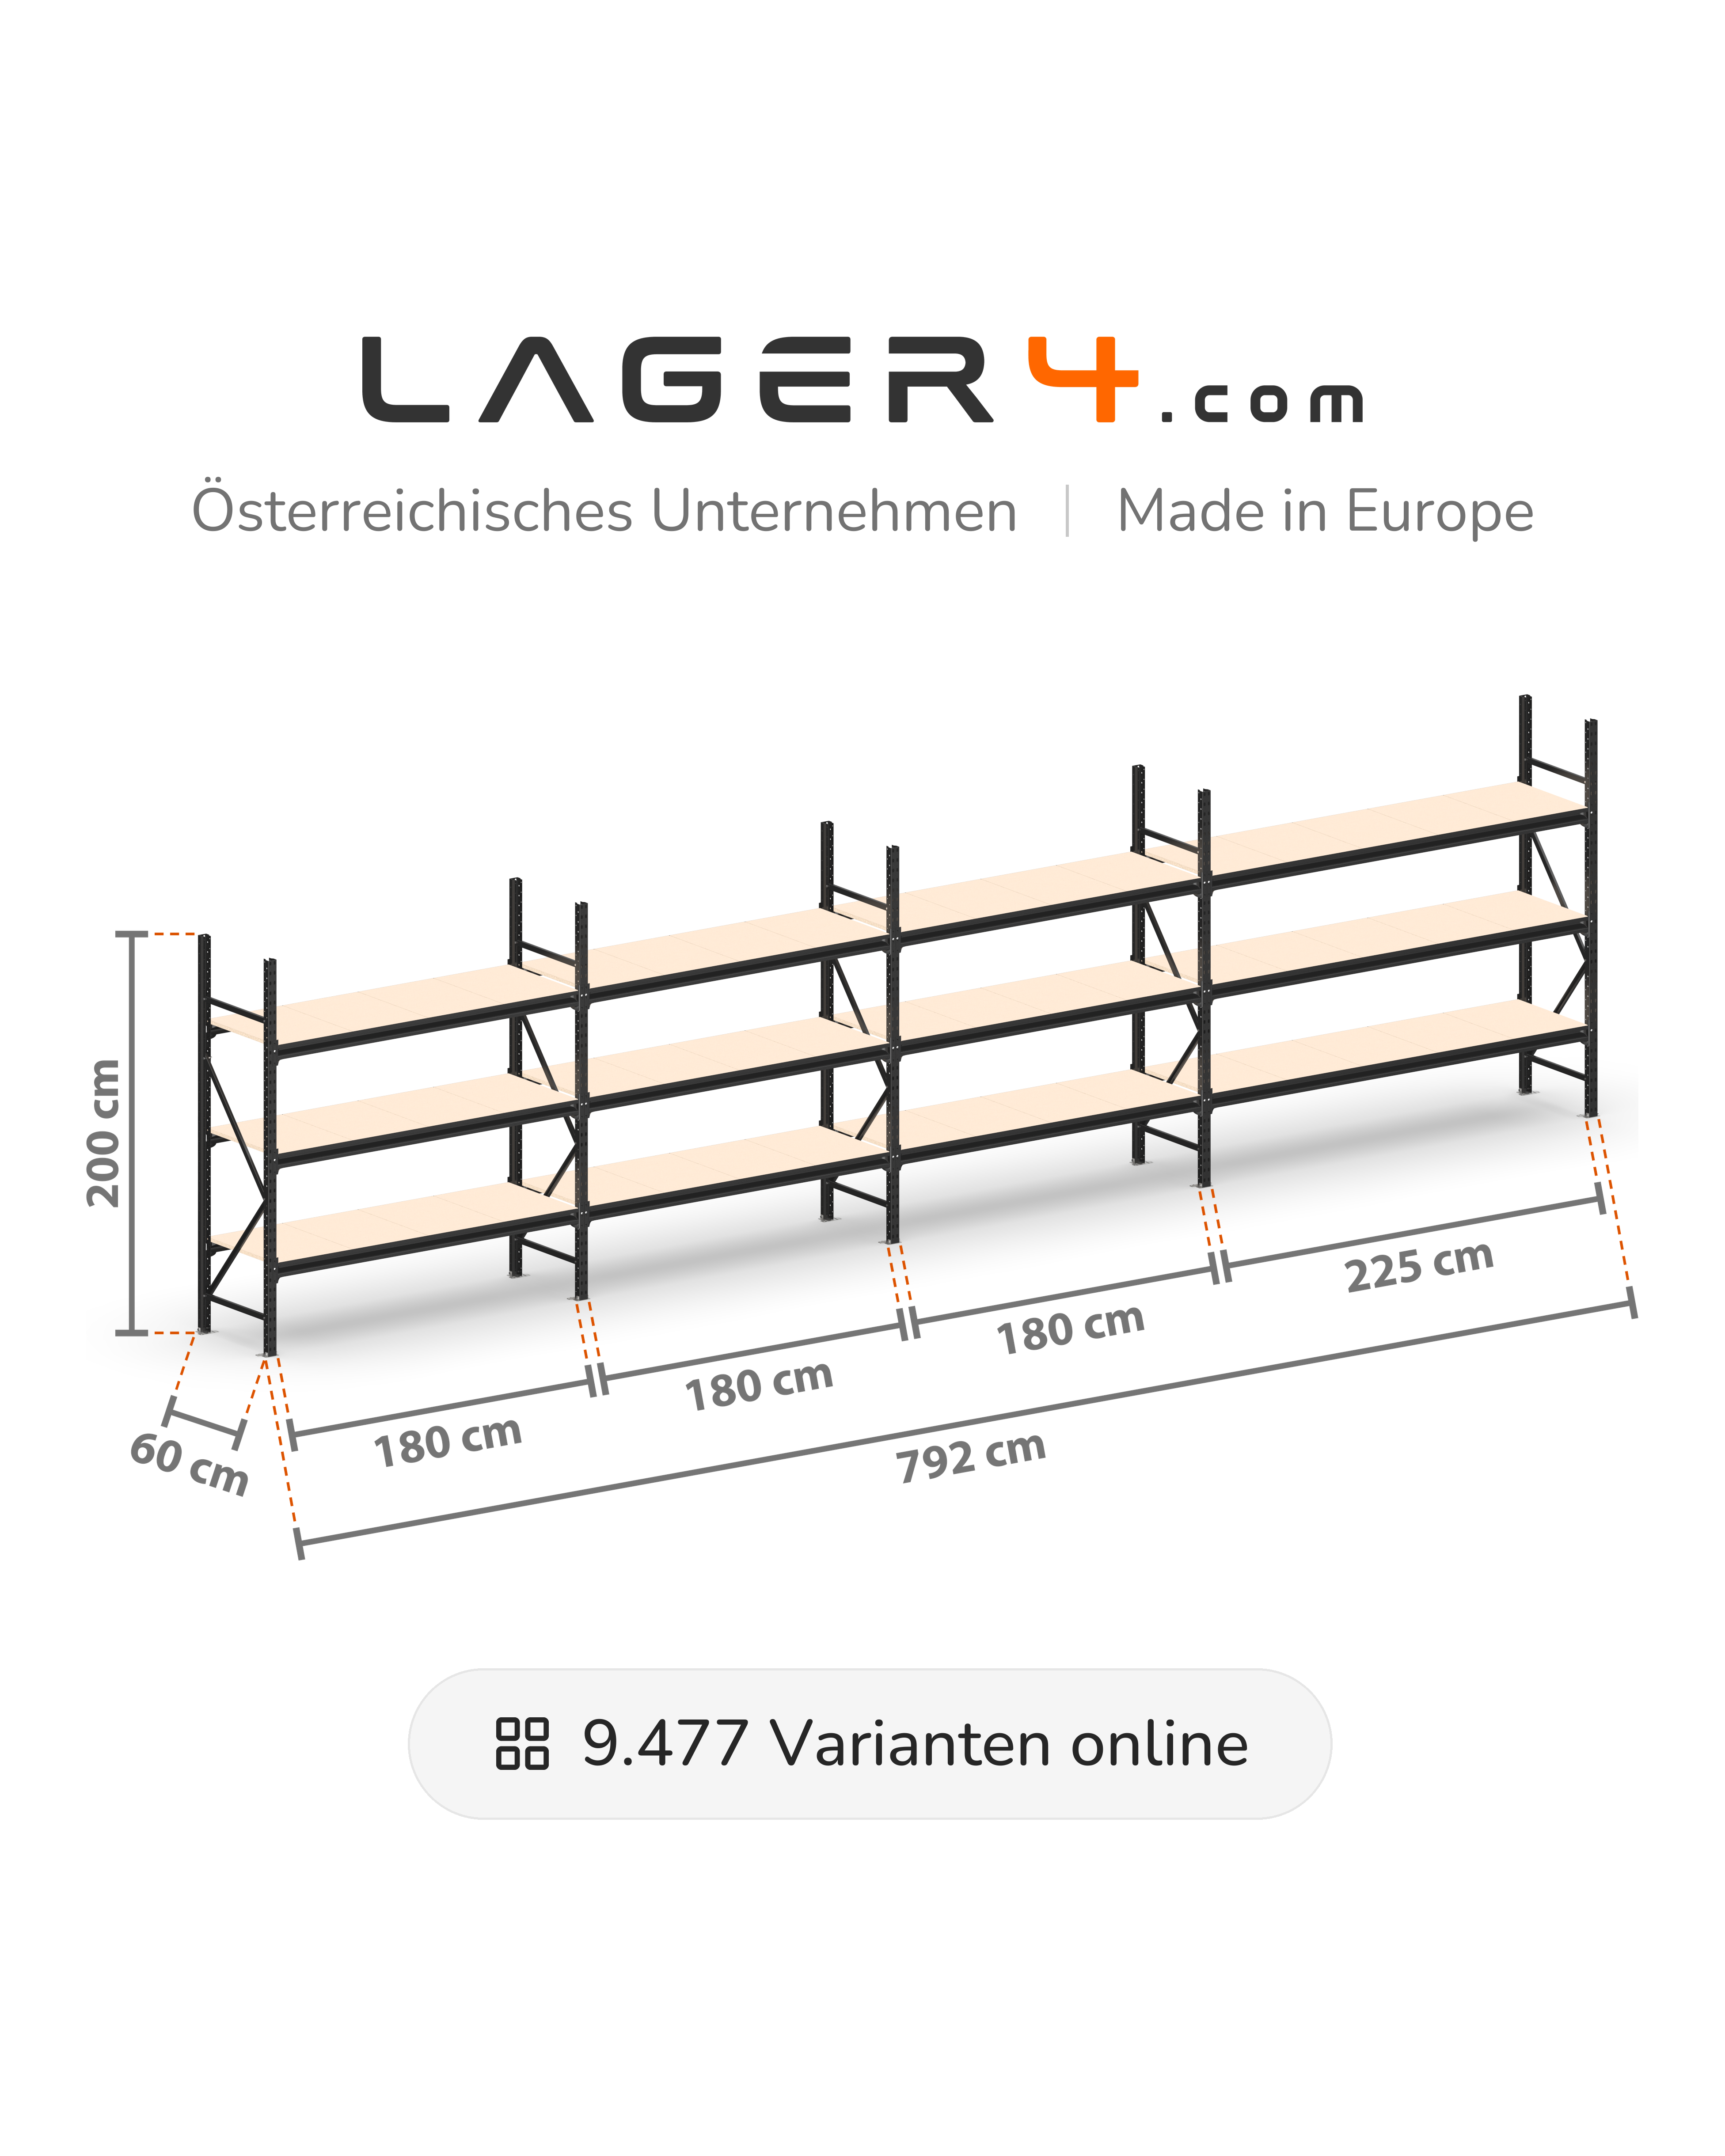 LAGER4.com
Österreichisches Unternehmen | Made in Europe
200 cm
60 cm
180 cm
180 cm
180 cm
225 cm
792 cm
9.477 Varianten online